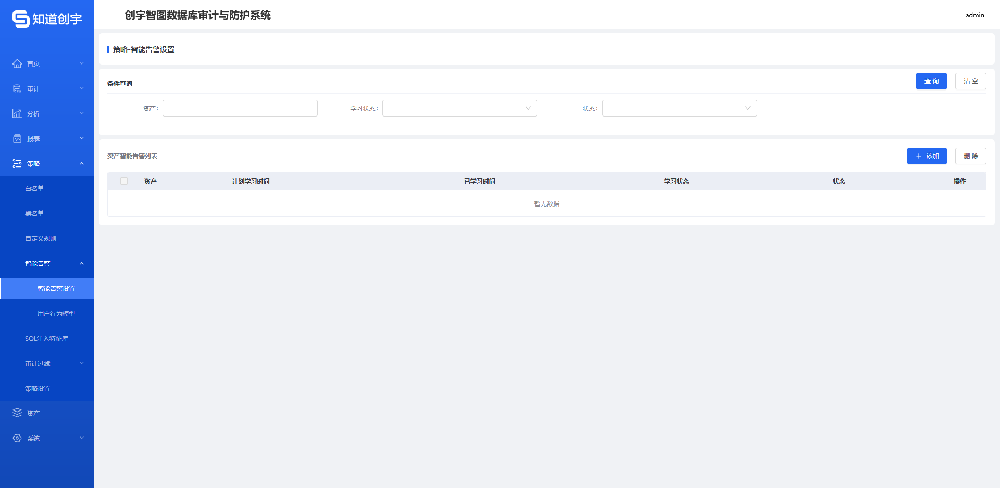 知道创宇
创宇智图数据库审计与防护系统
admin
首页
审计
分析
报表
策略
白名单
黑名单
自定义规则
智能告警
智能告警设置
用户行为模型
SQL注入特征库
审计过滤
策略设置
资产
系统
策略-智能告警设置
条件查询
查 询
清 空
资产：
学习状态：
状态：
资产智能告警列表
添加
删 除
资产 计划学习时间 已学习时间 学习状态 状态 操作
暂无数据